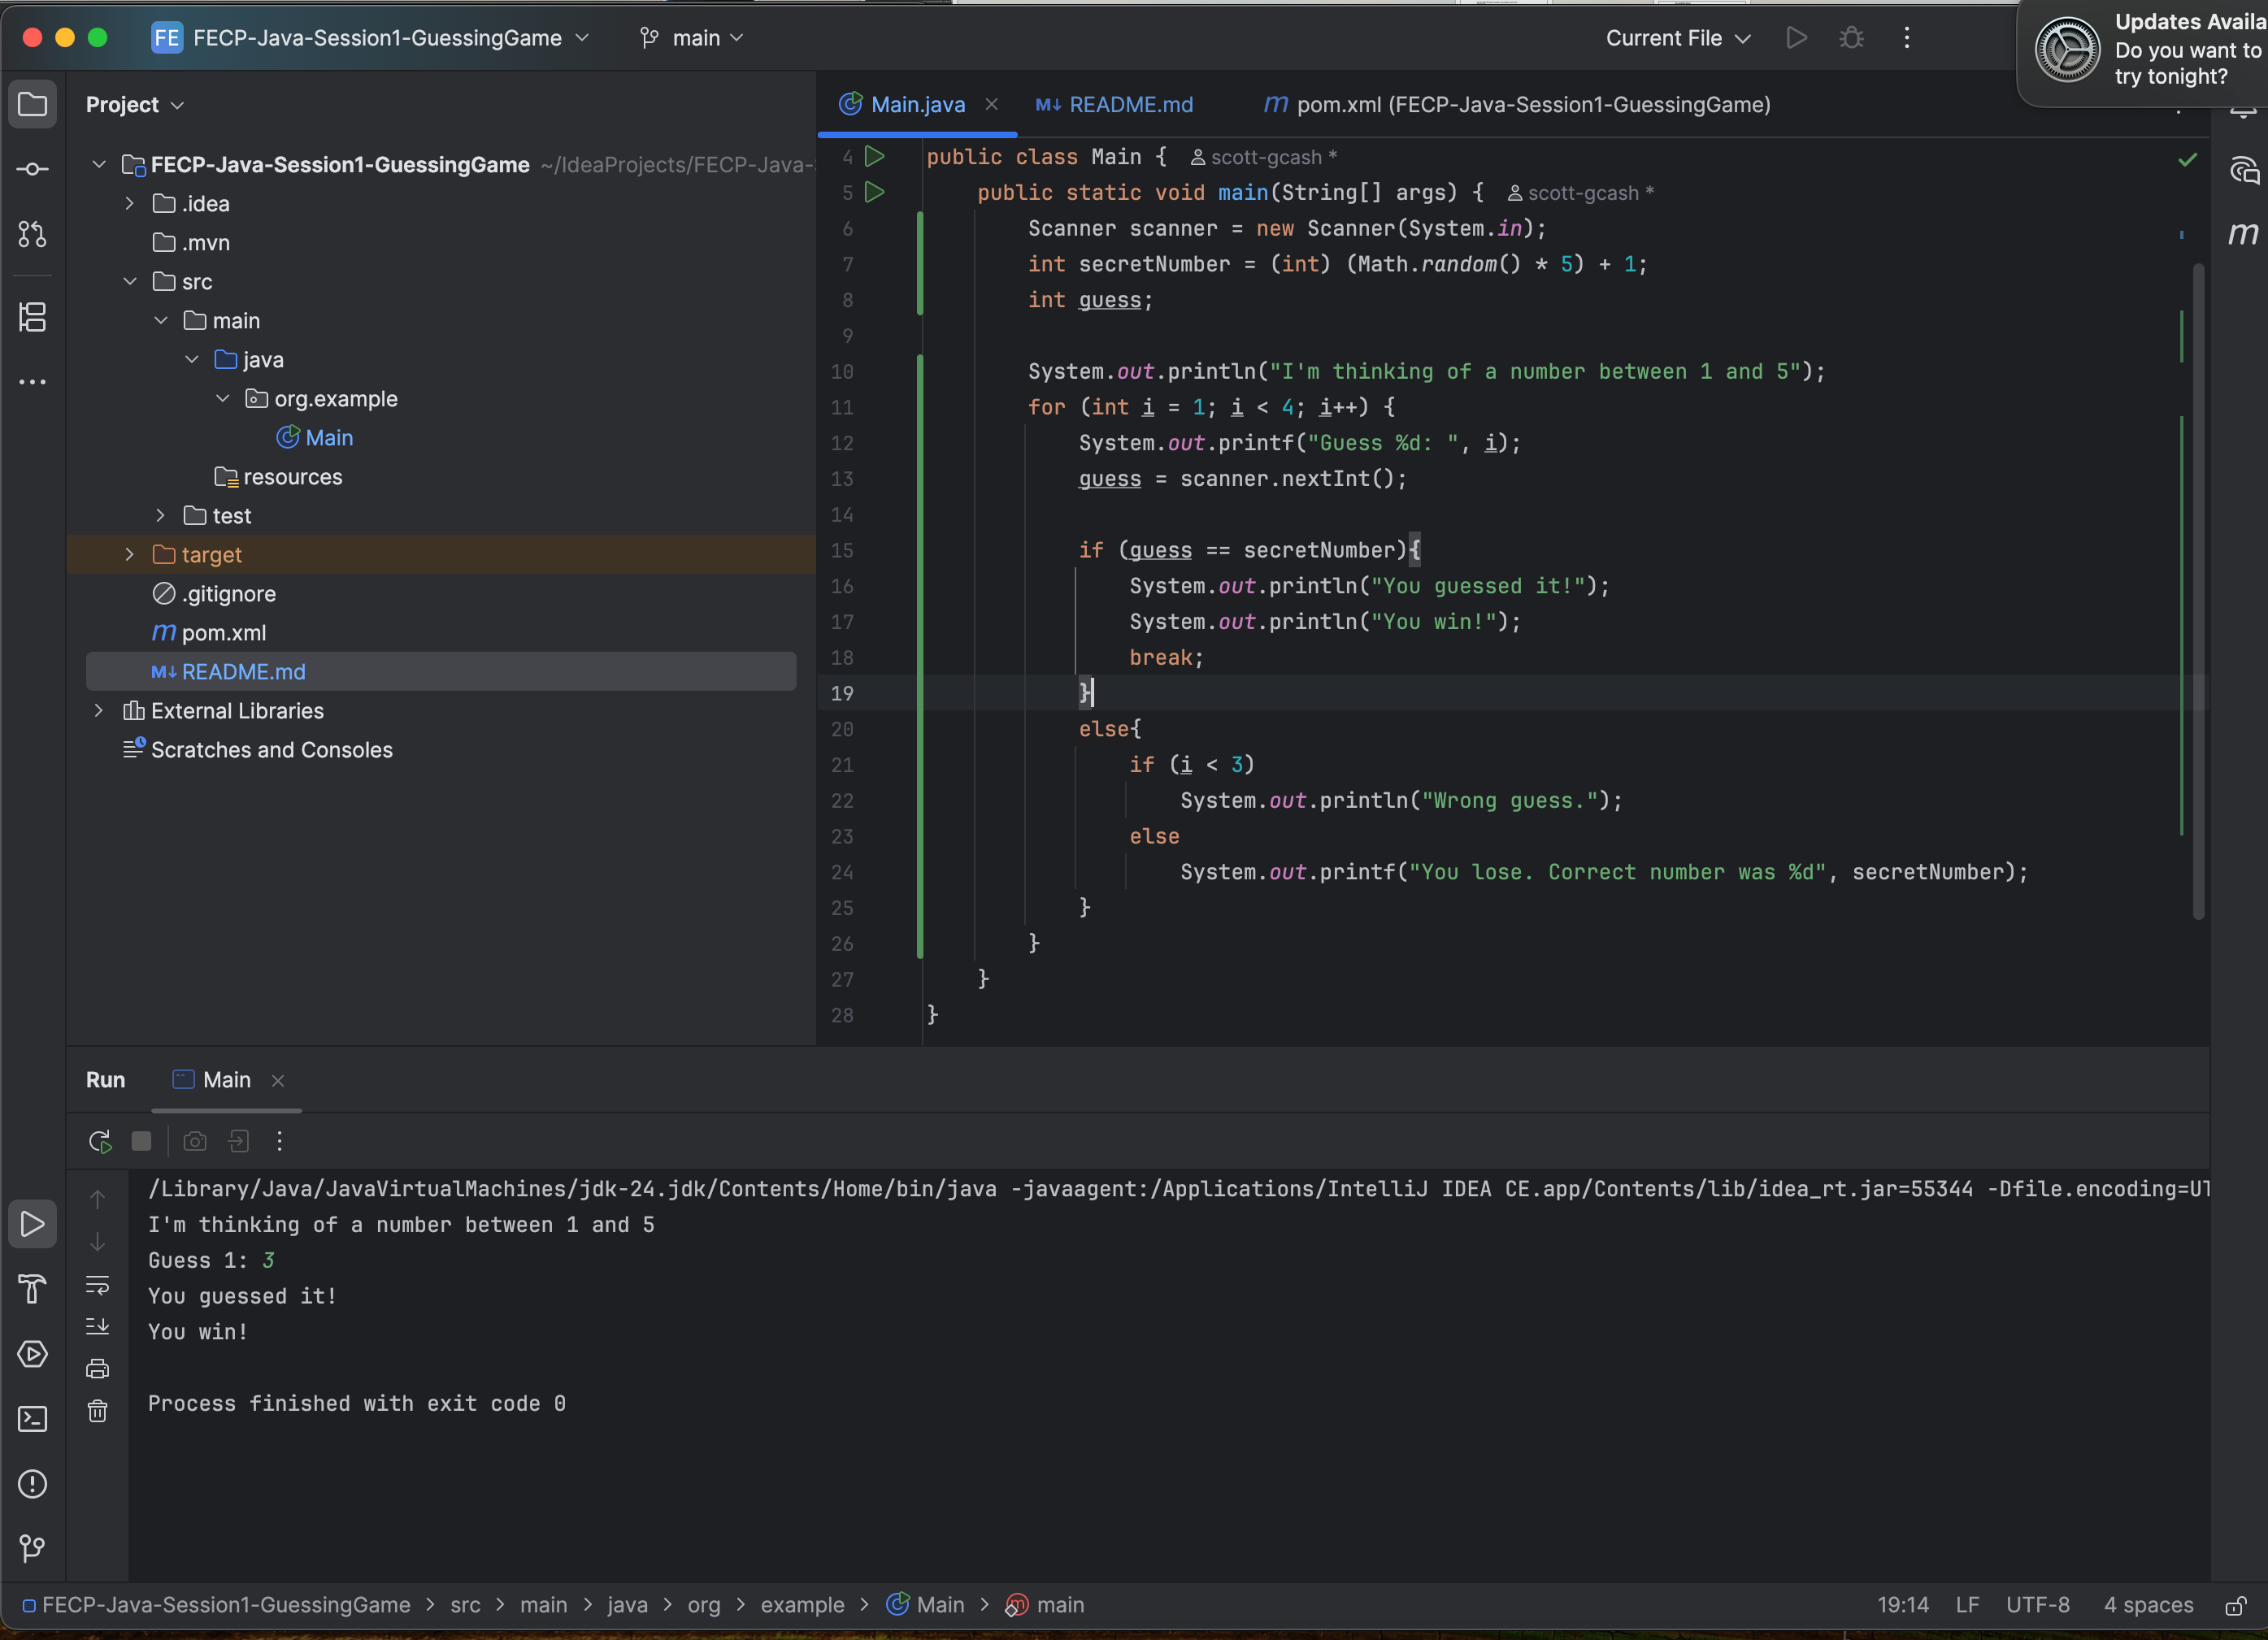 FE FECP-Java-Session1-GuessingGame main Current File
Updates Availa
Do you want to
try tonight?
Project
Main.java README.md pom.xml (FECP-Java-Session1-GuessingGame)
FECP-Java-Session1-GuessingGame ~/IdeaProjects/FECP-Java-
.idea
.mvn
src
main
java
org.example
Main
resources
test
target
.gitignore
pom.xml
README.md
External Libraries
Scratches and Consoles
4 public class Main { scott-gcash *
5 public static void main(String[] args) { scott-gcash *
6 Scanner scanner = new Scanner(System.in);
7 int secretNumber = (int) (Math.random() * 5) + 1;
8 int guess;
9
10 System.out.println("I'm thinking of a number between 1 and 5");
11 for (int i = 1; i < 4; i++) {
12 System.out.printf("Guess %d: ", i);
13 guess = scanner.nextInt();
14
15 if (guess == secretNumber){
16 System.out.println("You guessed it!");
17 System.out.println("You win!");
18 break;
19 }
20 else{
21 if (i < 3)
22 System.out.println("Wrong guess.");
23 else
24 System.out.printf("You lose. Correct number was %d", secretNumber);
25 }
26 }
27 }
28 }
Run Main
/Library/Java/JavaVirtualMachines/jdk-24.jdk/Contents/Home/bin/java -javaagent:/Applications/IntelliJ IDEA CE.app/Contents/lib/idea_rt.jar=55344 -Dfile.encoding=UT
I'm thinking of a number between 1 and 5
Guess 1: 3
You guessed it!
You win!
Process finished with exit code 0
FECP-Java-Session1-GuessingGame > src > main > java > org > example > Main > main 19:14 LF UTF-8 4 spaces